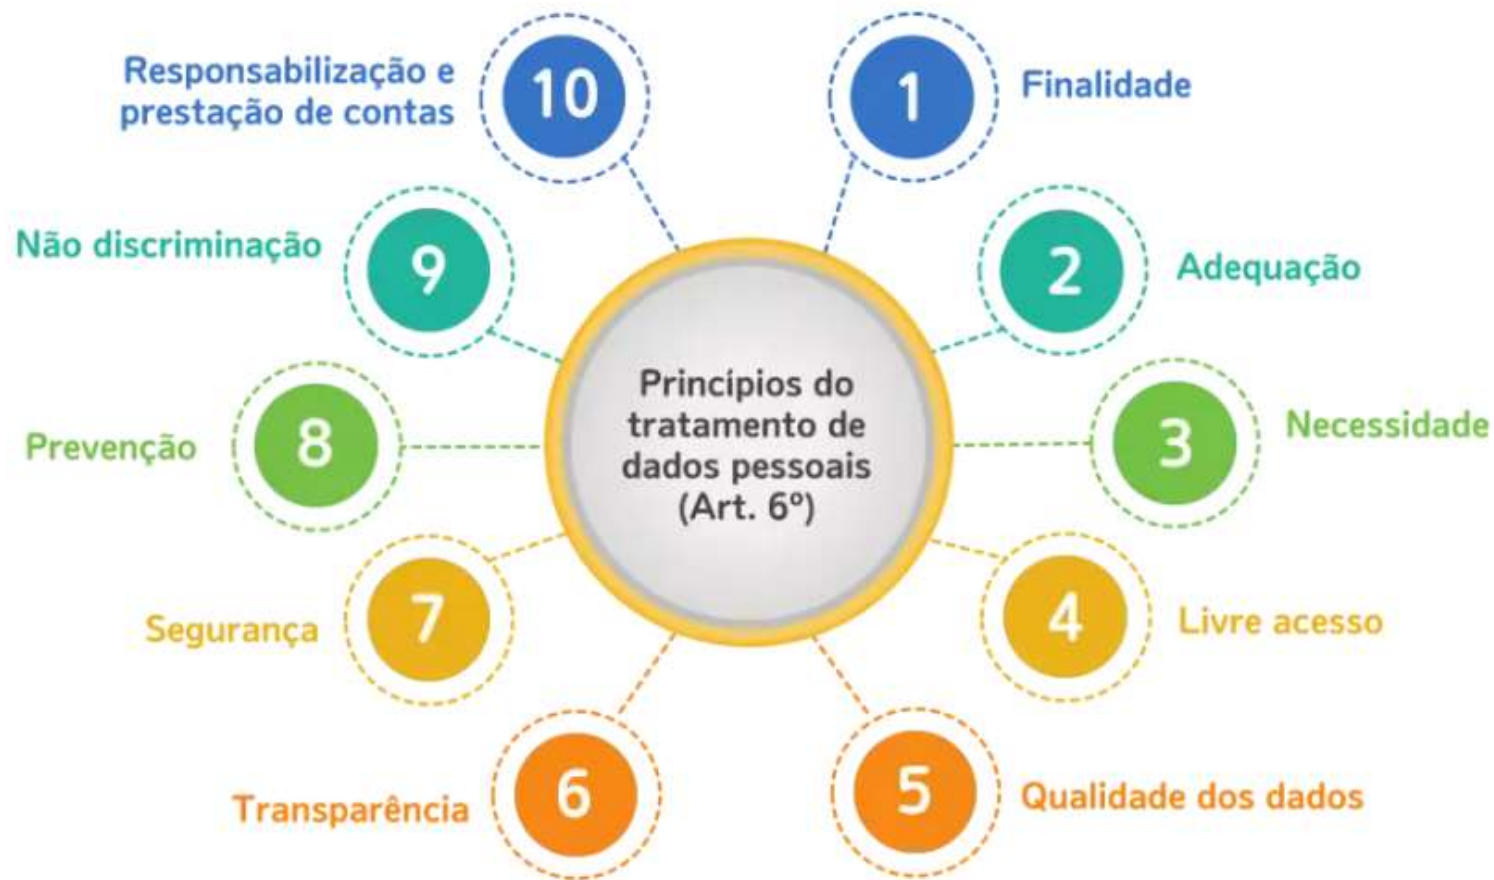 Princípios do
tratamento de
dados pessoais
(Art. 6º)
1
Finalidade
2
Adequação
3
Necessidade
4
Livre acesso
5
Qualidade dos dados
6
Transparência
7
Segurança
8
Prevenção
9
Não discriminação
10
Responsabilização e
prestação de contas